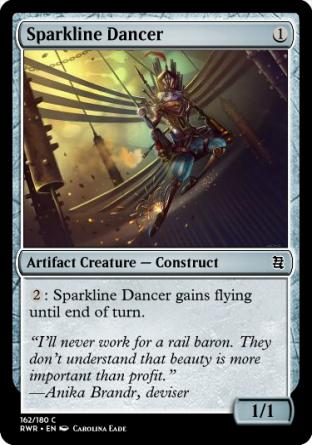 Sparkline Dancer 1
Artifact Creature — Construct
2 : Sparkline Dancer gains flying
until end of turn.
“I’ll never work for a rail baron. They
don’t understand that beauty is more
important than profit.”
—Anika Brandr, deviser
1/1
162/180 C
RWR • EN Carolina Eade